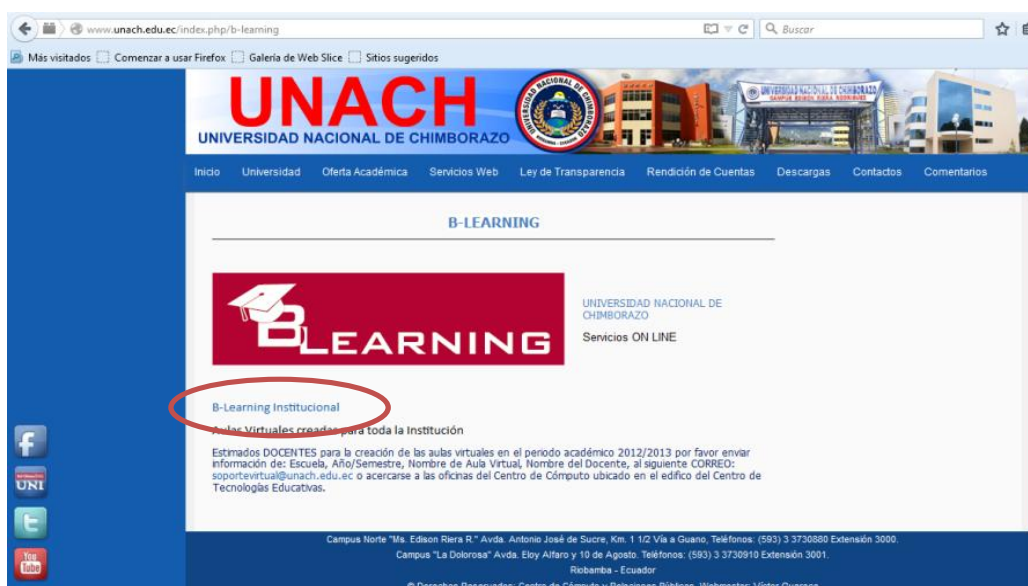 www.unach.edu.ec/index.php/b-learning
Buscar
Más visitados Comenzar a usar Firefox Galería de Web Slice Sitios sugeridos
UNACH
UNIVERSIDAD NACIONAL DE CHIMBORAZO
Inicio Universidad Oferta Académica Servicios Web Ley de Transparencia Rendición de Cuentas Descargas Contactos Comentarios
B-LEARNING
BLEARNING
UNIVERSIDAD NACIONAL DE
CHIMBORAZO
Servicios ON LINE
B-Learning Institucional
Aulas Virtuales creadas para toda la Institución
Estimados DOCENTES para la creación de las aulas virtuales en el periodo académico 2012/2013 por favor enviar
información de: Escuela, Año/Semestre, Nombre de Aula Virtual, Nombre del Docente, al siguiente CORREO:
soportevirtual@unach.edu.ec o acercarse a las oficinas del Centro de Cómputo ubicado en el edifico del Centro de
Tecnologías Educativas.
f
UNI
t
You
Tube
Campus Norte "Ms. Edison Riera R." Avda. Antonio José de Sucre, Km. 1 1/2 Vía a Guano, Teléfonos: (593) 3 3730880 Extensión 3000.
Campus "La Dolorosa" Avda. Eloy Alfaro y 10 de Agosto. Teléfonos: (593) 3 3730910 Extensión 3001.
Riobamba - Ecuador